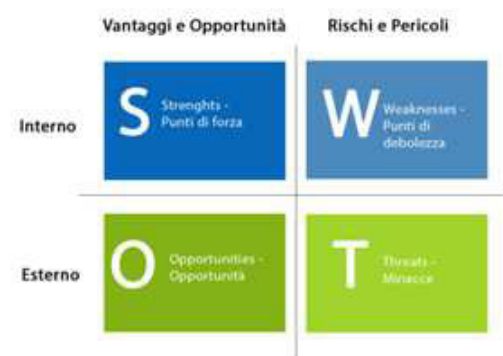 Vantaggi e Opportunità
Rischi e Pericoli
Interno
S
Strenghts -
Punti di forza
W
Weaknesses -
Punti di
debolezza
Esterno
O
Opportunities -
Opportunità
T
Threats -
Minacce